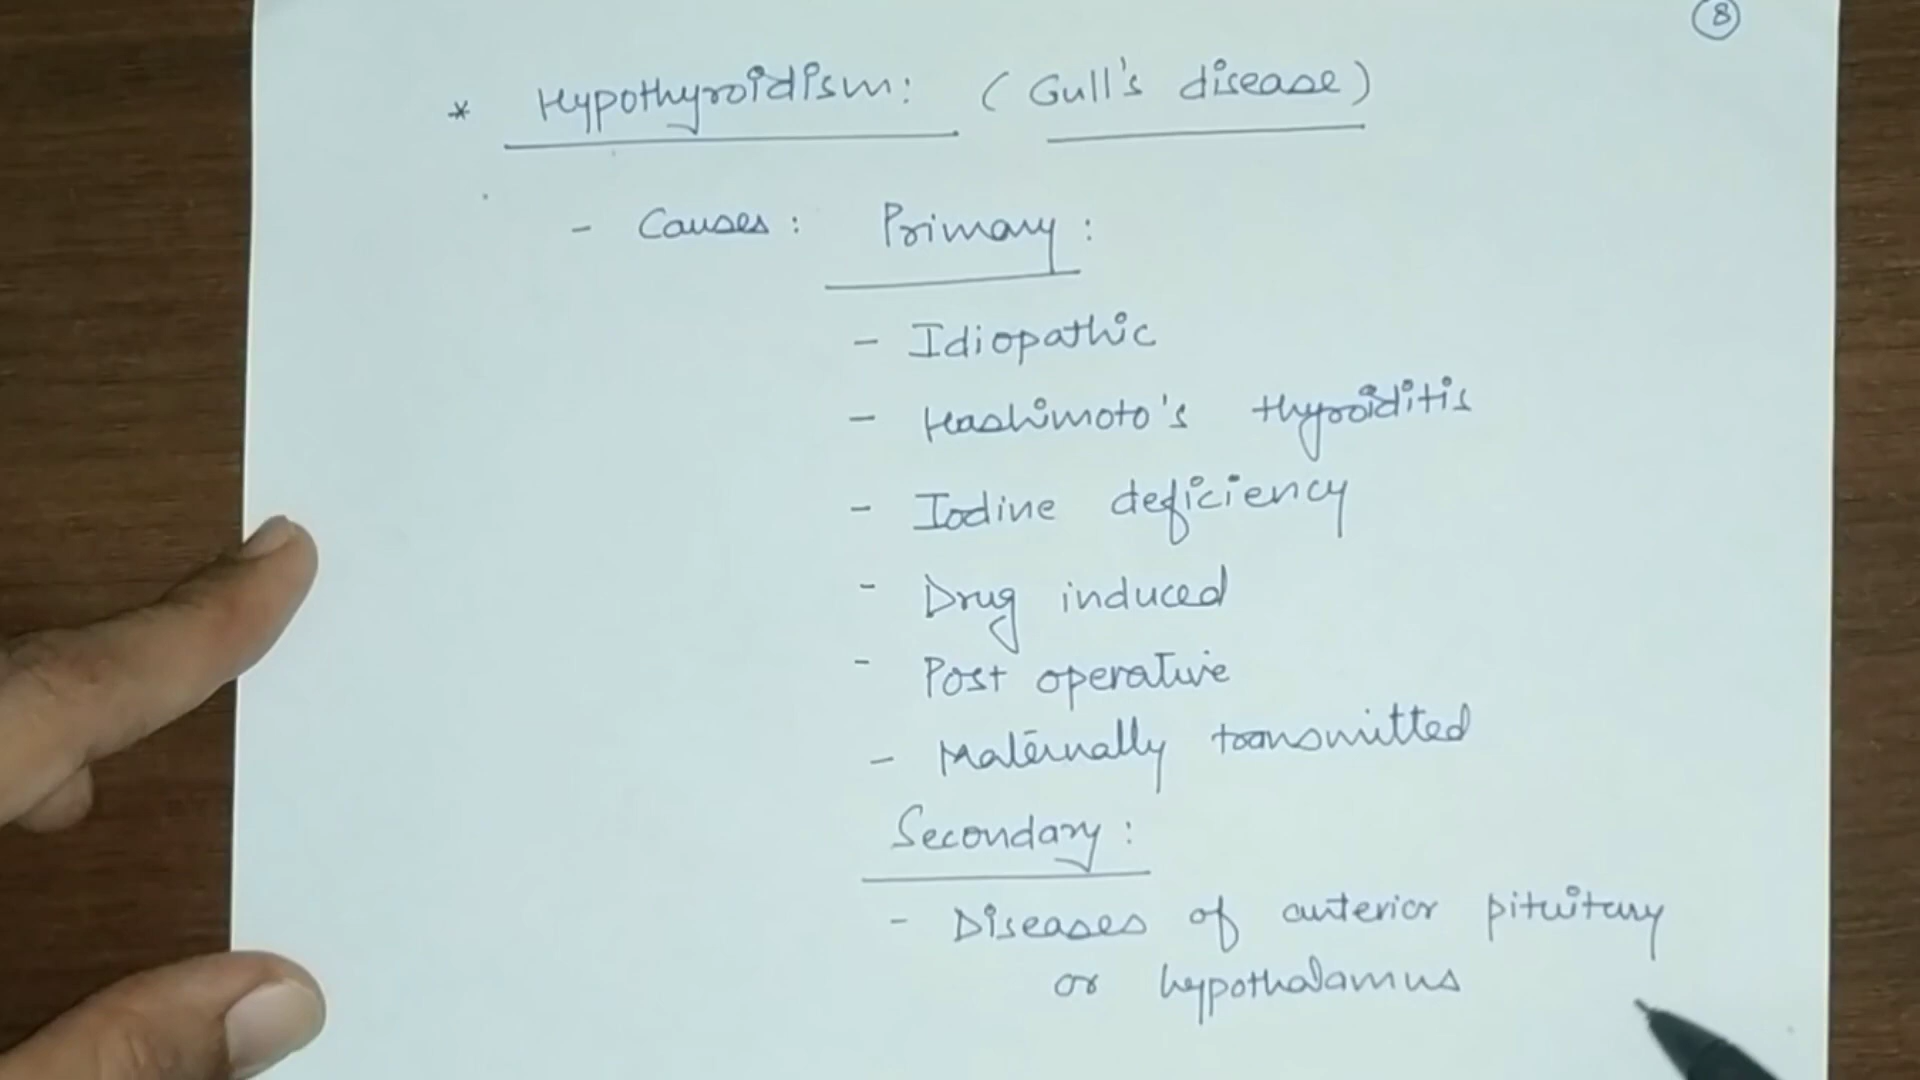 8
* Hypothyroidism: (Gull's disease)
- Causes: Primary:
- Idiopathic
- Hashimoto's thyroiditis
- Iodine deficiency
- Drug induced
- Post operative
- Maternally transmitted
Secondary:
- Diseases of anterior pituitary
or hypothalamus